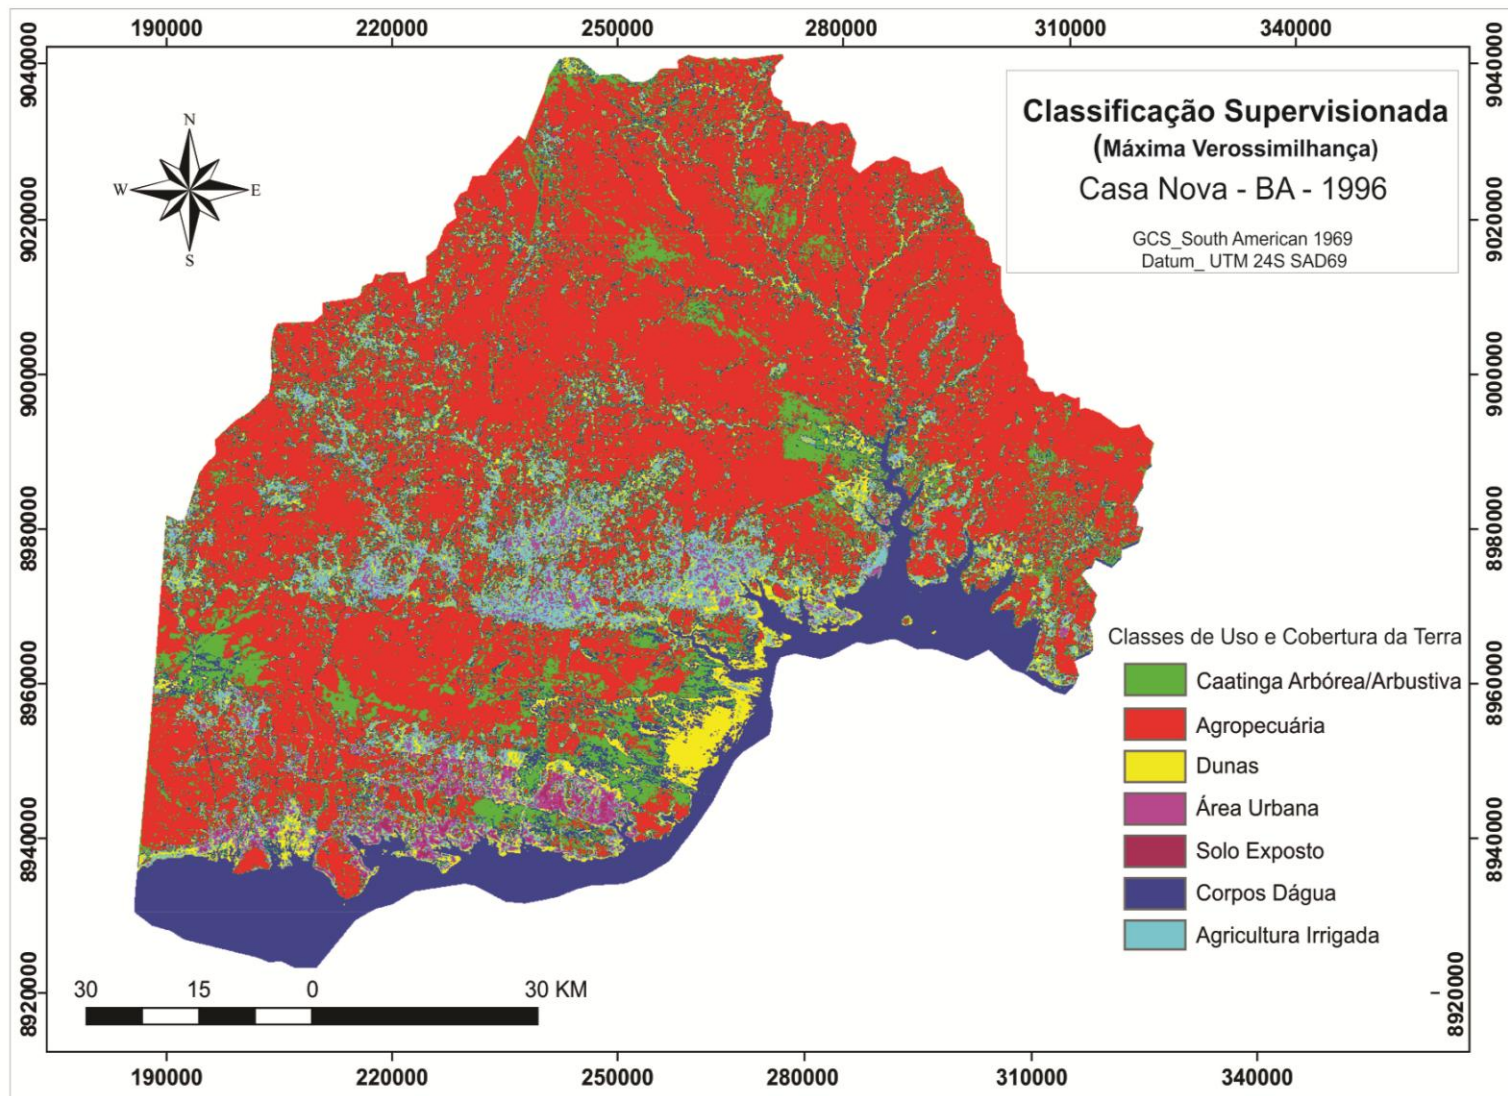 190000 220000 250000 280000 310000 340000
9040000 9020000 9000000 8980000 8960000 8940000 8920000
N
W E
S
Classificação Supervisionada
(Máxima Verossimilhança)
Casa Nova - BA - 1996
GCS_South American 1969
Datum_ UTM 24S SAD69
9040000 9020000 9000000 8980000 8960000 8940000 8920000
Classes de Uso e Cobertura da Terra
Caatinga Arbórea/Arbustiva
Agropecuária
Dunas
Área Urbana
Solo Exposto
Corpos Dágua
Agricultura Irrigada
30 15 0 30 KM
190000 220000 250000 280000 310000 340000